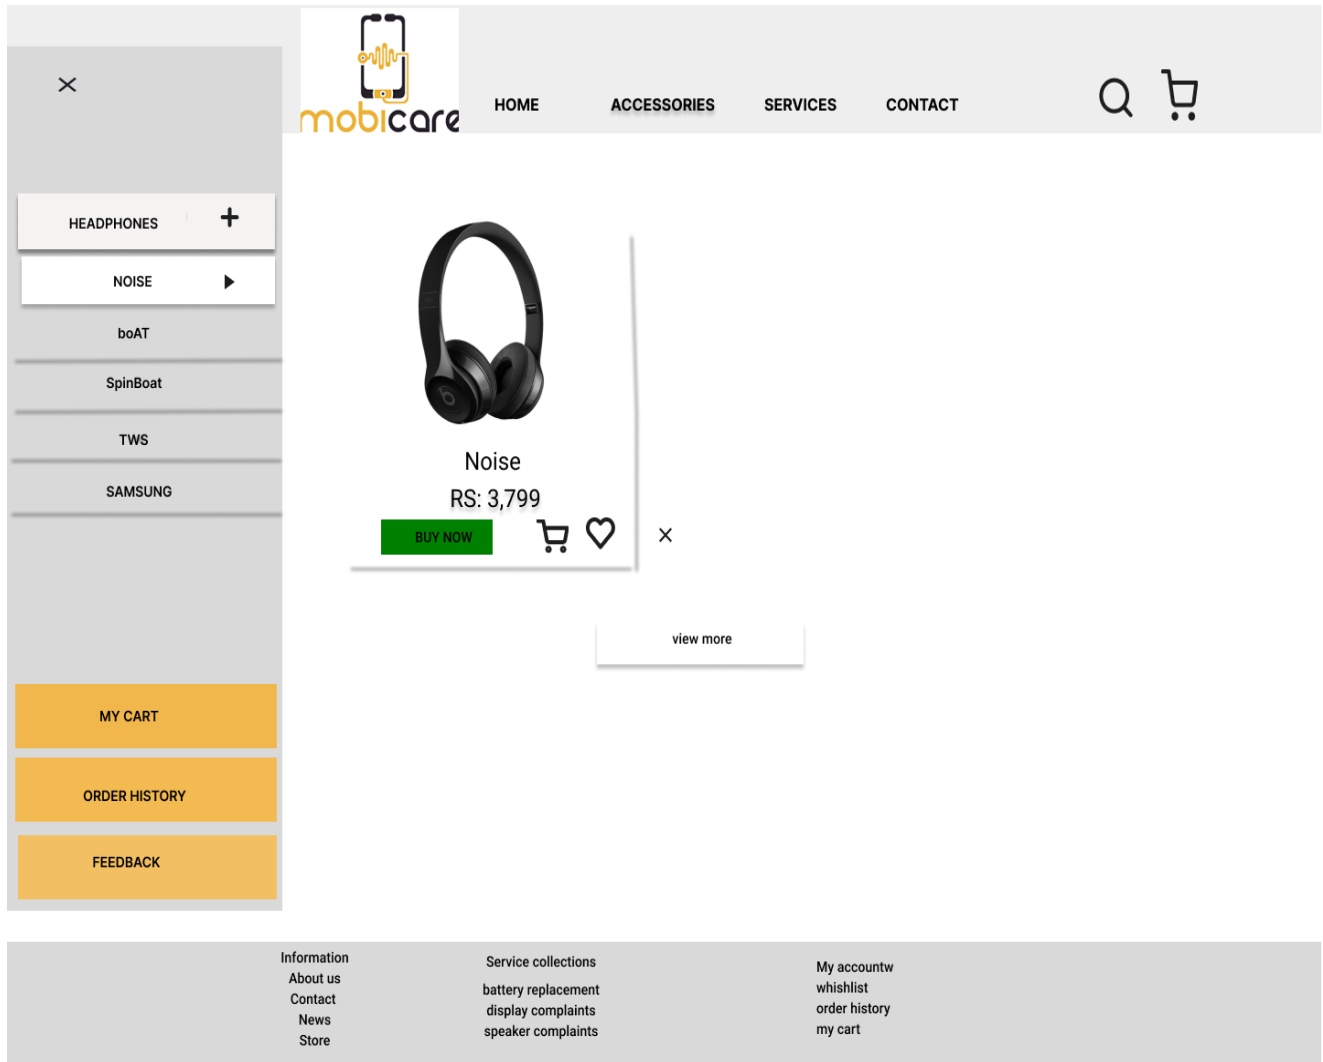 mobicare
HOME
ACCESSORIES
SERVICES
CONTACT
HEADPHONES
NOISE
boAT
SpinBoat
TWS
SAMSUNG
Noise
RS: 3,799
BUY NOW
view more
MY CART
ORDER HISTORY
FEEDBACK
Information
About us
Contact
News
Store
Service collections
battery replacement
display complaints
speaker complaints
My accountw
whishlist
order history
my cart